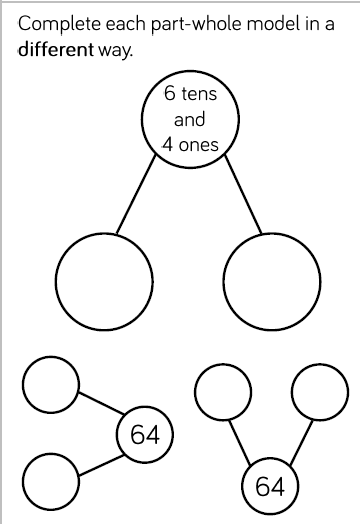 Complete each part-whole model in a
different way.
6 tens
and
4 ones
64
64